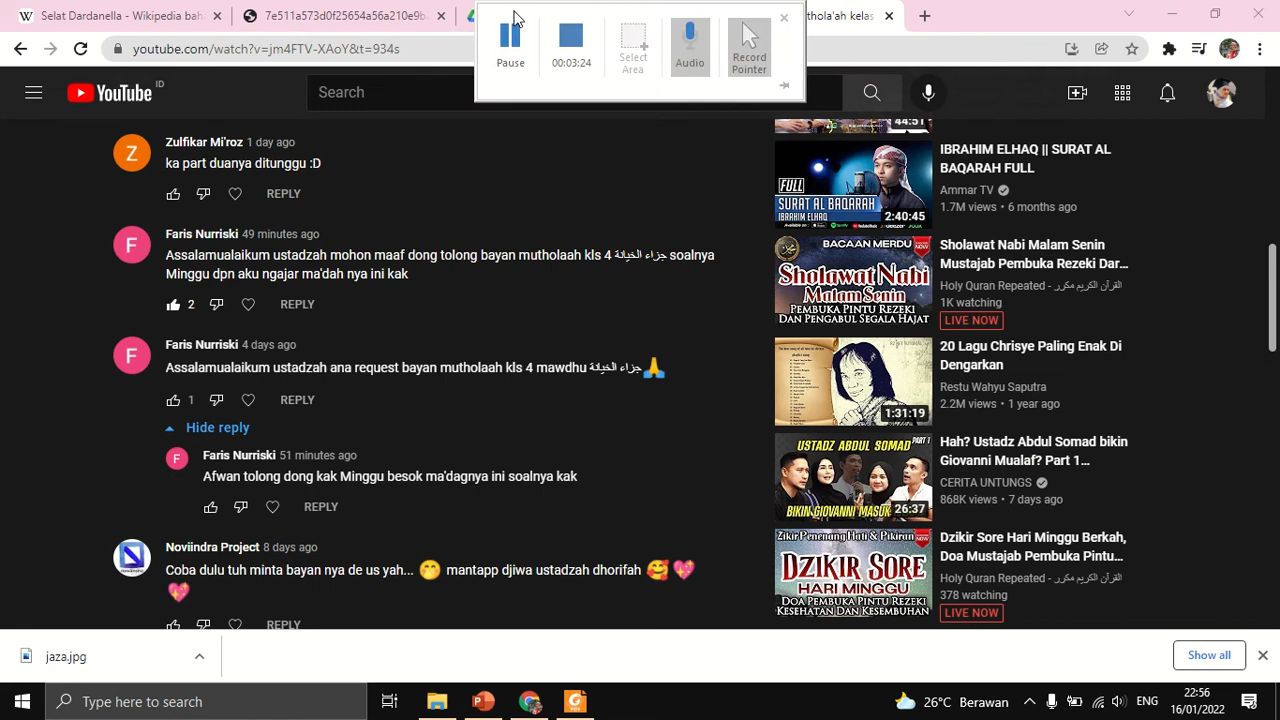 Selat Dardanella - Wikipedia bah
7e511a573d0f25654a56a210e9b
thola'ah kelas
youtube.com/watch?v=jm4FTV-XAoY&t=934s
Pause
00:03:24
Select
Area
Audio
Record
Pointer
YouTube ID
Search
Zulfikar Mi'roz 1 day ago
ka part duanya ditunggu :D
REPLY
Faris Nurriski 49 minutes ago
Asalamualaikum ustadzah mohon maaf dong tolong bayan mutholaah kls 4 جزاء الخيانة soalnya
Minggu dpn aku ngajar ma'dah nya ini kak
2 REPLY
Faris Nurriski 4 days ago
Assalamualaikum ustadzah ana request bayan mutholaah kls 4 mawdhu جزاء الخيانة🙏
1 REPLY
Hide reply
Faris Nurriski 51 minutes ago
Afwan tolong dong kak Minggu besok ma'dagnya ini soalnya kak
REPLY
Noviindra Project 8 days ago
Coba dulu tuh minta bayan nya de us yah... 🤭 mantapp djiwa ustadzah dhorifah 🥰💖
💖
REPLY
44:51
FULL
SURAT AL BAQARAH
IBRAHIM ELHAQ
2:40:45
IBRAHIM ELHAQ || SURAT AL
BAQARAH FULL
Ammar TV
1.7M views • 6 months ago
BACAAN MERDU
Sholawat Nabi
Malam Senin
PEMBUKA PINTU REZEKI
DAN PENGABUL SEGALA HAJAT
Sholawat Nabi Malam Senin
Mustajab Pembuka Rezeki Dar...
Holy Quran Repeated - القرآن الكريم مكرر
1K watching
LIVE NOW
1:31:19
20 Lagu Chrisye Paling Enak Di
Dengarkan
Restu Wahyu Saputra
2.2M views • 1 year ago
USTADZ ABDUL SOMAD PART 1
BIKIN GIOVANNI MASUK
26:37
Hah? Ustadz Abdul Somad bikin
Giovanni Mualaf? Part 1...
CERITA UNTUNGS
868K views • 7 days ago
Zikir Penenang Hati & Pikiran
DZIKIR SORE
HARI MINGGU
DOA PEMBUKA PINTU REZEKI
KESEHATAN DAN KESEMBUHAN
Dzikir Sore Hari Minggu Berkah,
Doa Mustajab Pembuka Pintu...
Holy Quran Repeated - القرآن الكريم مكرر
378 watching
LIVE NOW
jaza.jpg
Show all
Type here to search
26°C Berawan
ENG
22:56
16/01/2022